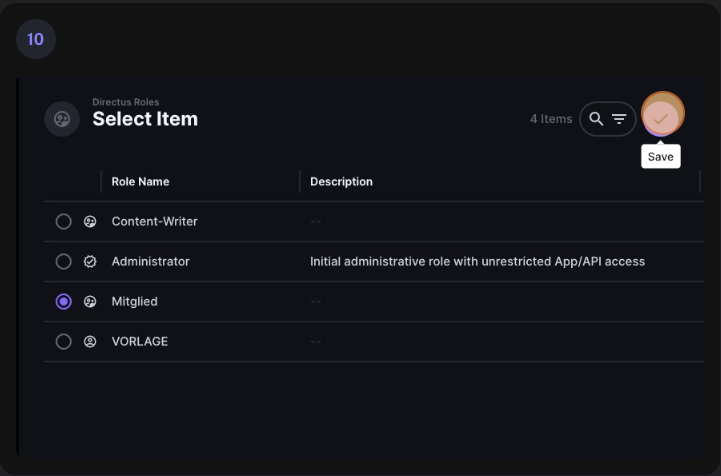 10
Directus Roles
Select Item
4 Items
Save
Role Name Description
Content-Writer --
Administrator Initial administrative role with unrestricted App/API access
Mitglied --
VORLAGE --